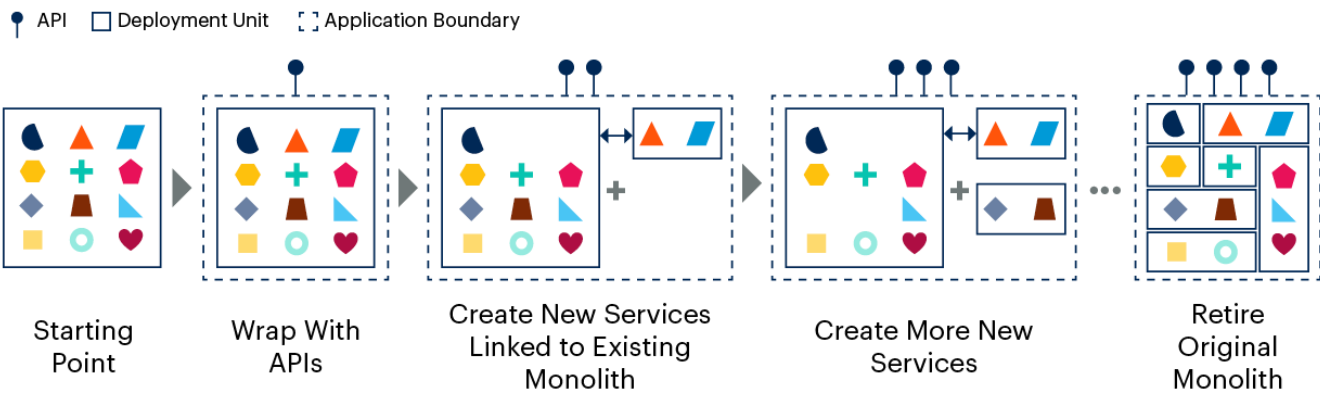 API Deployment Unit Application Boundary
Starting
Point
Wrap With
APIs
Create New Services
Linked to Existing
Monolith
Create More New
Services
Retire
Original
Monolith